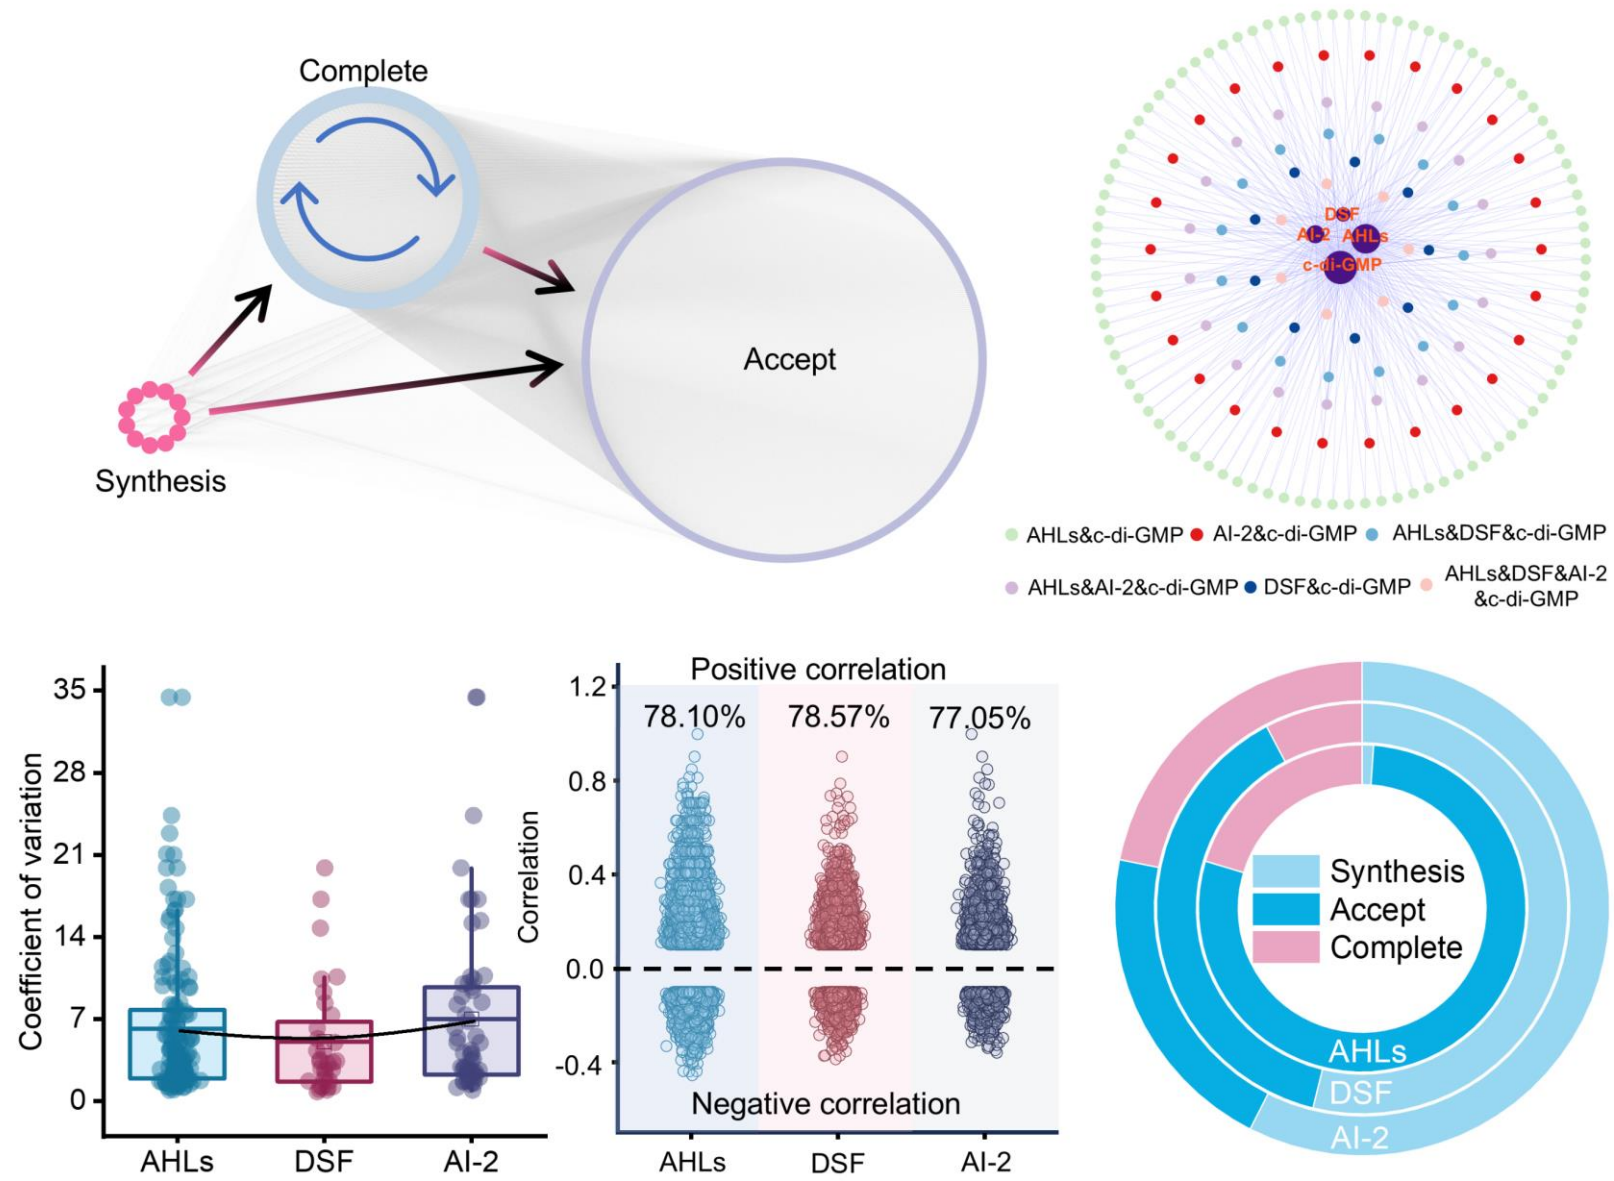 Complete
Accept
Synthesis
DSF
AI-2 AHLs
c-di-GMP
AHLs&c-di-GMP AI-2&c-di-GMP AHLs&DSF&c-di-GMP
AHLs&AI-2&c-di-GMP DSF&c-di-GMP AHLs&DSF&AI-2
&c-di-GMP
Coefficient of variation
35
28
21
14
7
0
AHLs DSF AI-2
Correlation
1.2
0.8
0.4
0.0
-0.4
Positive correlation
78.10% 78.57% 77.05%
Negative correlation
AHLs DSF AI-2
Synthesis
Accept
Complete
AHLs
DSF
AI-2